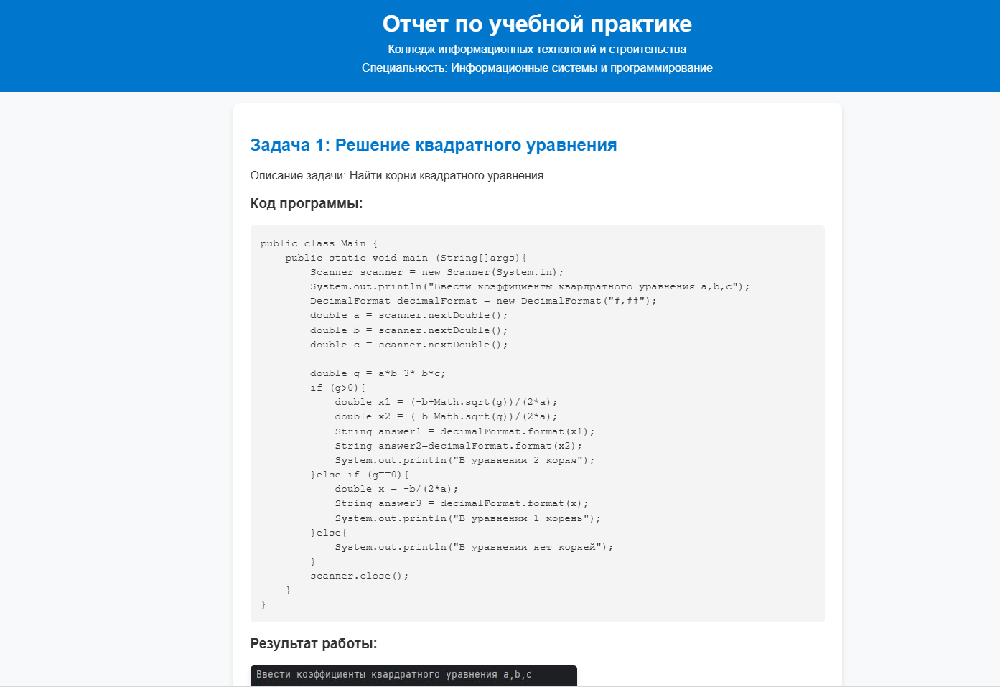 Отчет по учебной практике
Колледж информационных технологий и строительства
Специальность: Информационные системы и программирование
Задача 1: Решение квадратного уравнения
Описание задачи: Найти корни квадратного уравнения.
Код программы:
public class Main {
    public static void main (String[]args){
        Scanner scanner = new Scanner(System.in);
        System.out.println("Ввести коэффициенты квардратного уравнения a,b,c");
        DecimalFormat decimalFormat = new DecimalFormat("#,##");
        double a = scanner.nextDouble();
        double b = scanner.nextDouble();
        double c = scanner.nextDouble();

        double g = a*b-3* b*c;
        if (g>0){
            double x1 = (-b+Math.sqrt(g))/(2*a);
            double x2 = (-b-Math.sqrt(g))/(2*a);
            String answer1 = decimalFormat.format(x1);
            String answer2=decimalFormat.format(x2);
            System.out.println("В уравнении 2 корня");
        }else if (g==0){
            double x = -b/(2*a);
            String answer3 = decimalFormat.format(x);
            System.out.println("В уравнении 1 корень");
        }else{
            System.out.println("В уравнении нет корней");
        }
        scanner.close();
    }
}
Результат работы:
Ввести коэффициенты квардратного уравнения a,b,c